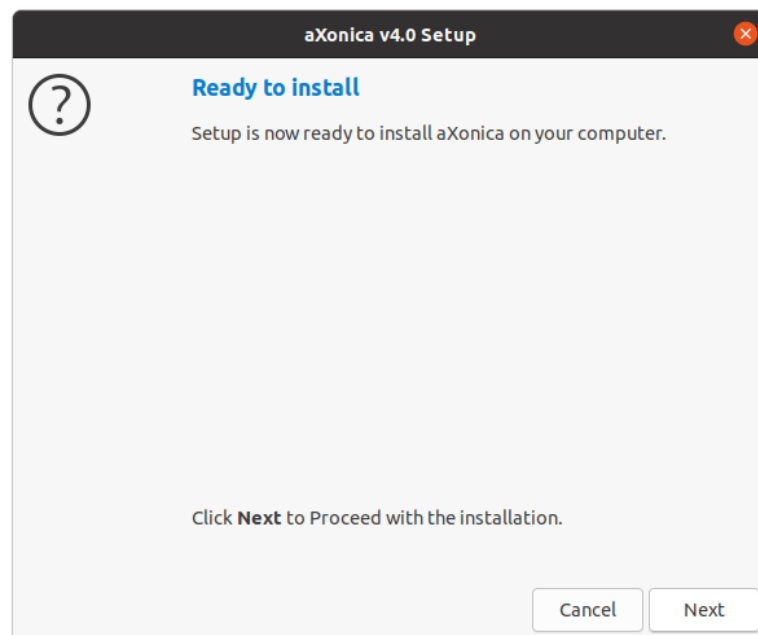 aXonica v4.0 Setup
?
Ready to install
Setup is now ready to install aXonica on your computer.
Click Next to Proceed with the installation.
Cancel Next